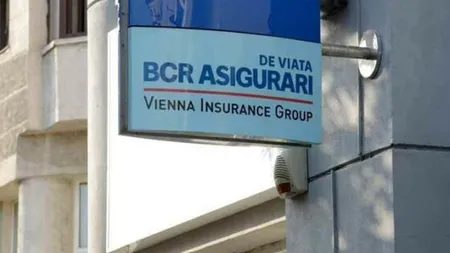 DE VIATA
BCR ASIGURARI
VIENNA INSURANCE GROUP